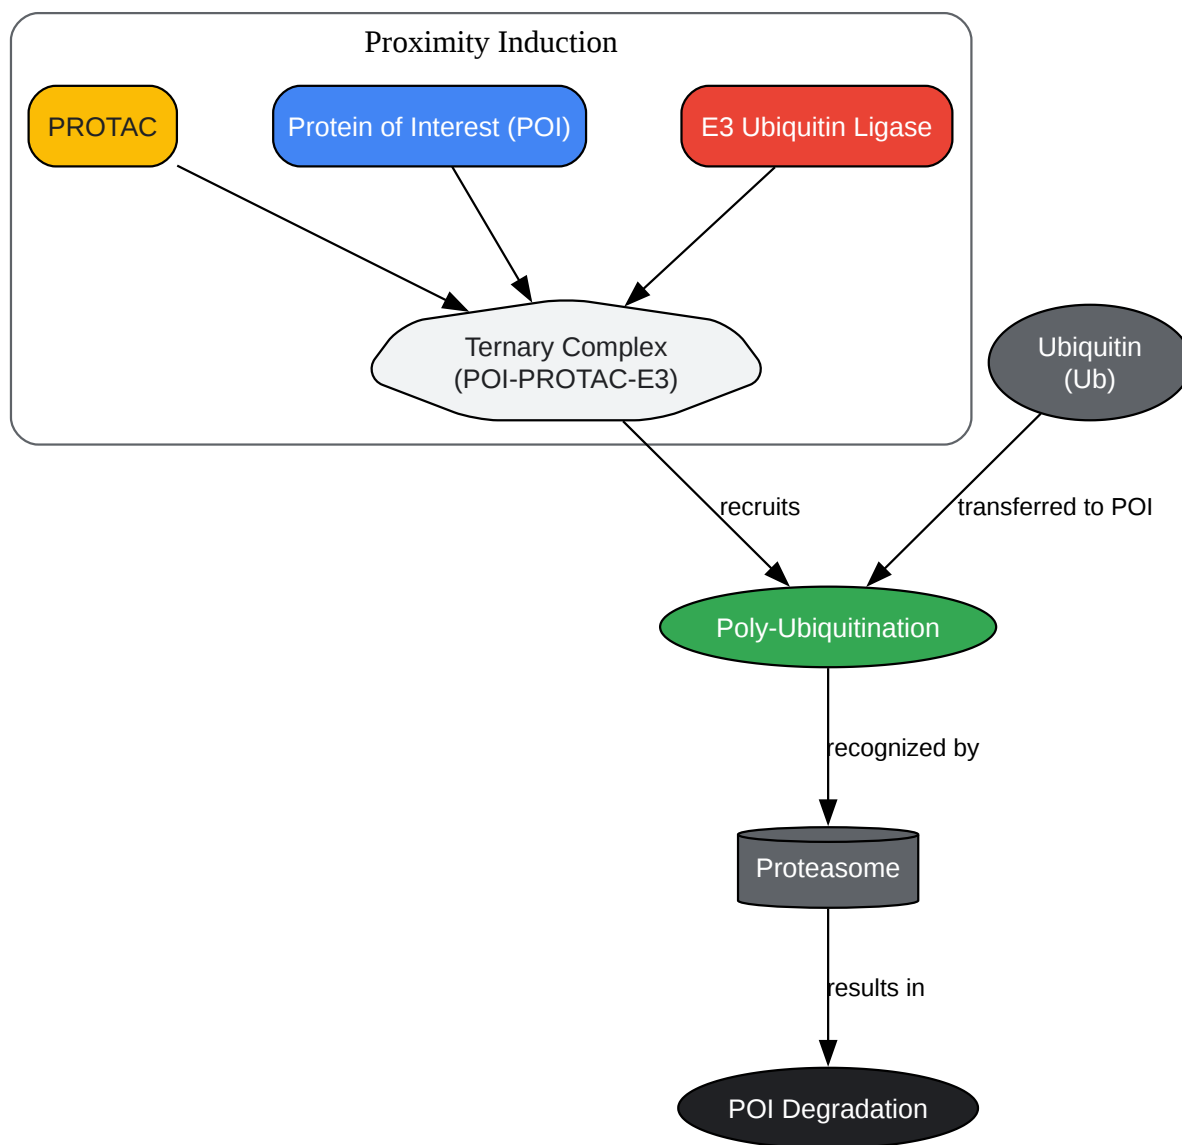 Proximity Induction
PROTAC
Protein of Interest (POI)
E3 Ubiquitin Ligase
Ternary Complex
(POI-PROTAC-E3)
Ubiquitin
(Ub)
recruits
transferred to POI
Poly-Ubiquitination
recognized by
Proteasome
results in
POI Degradation